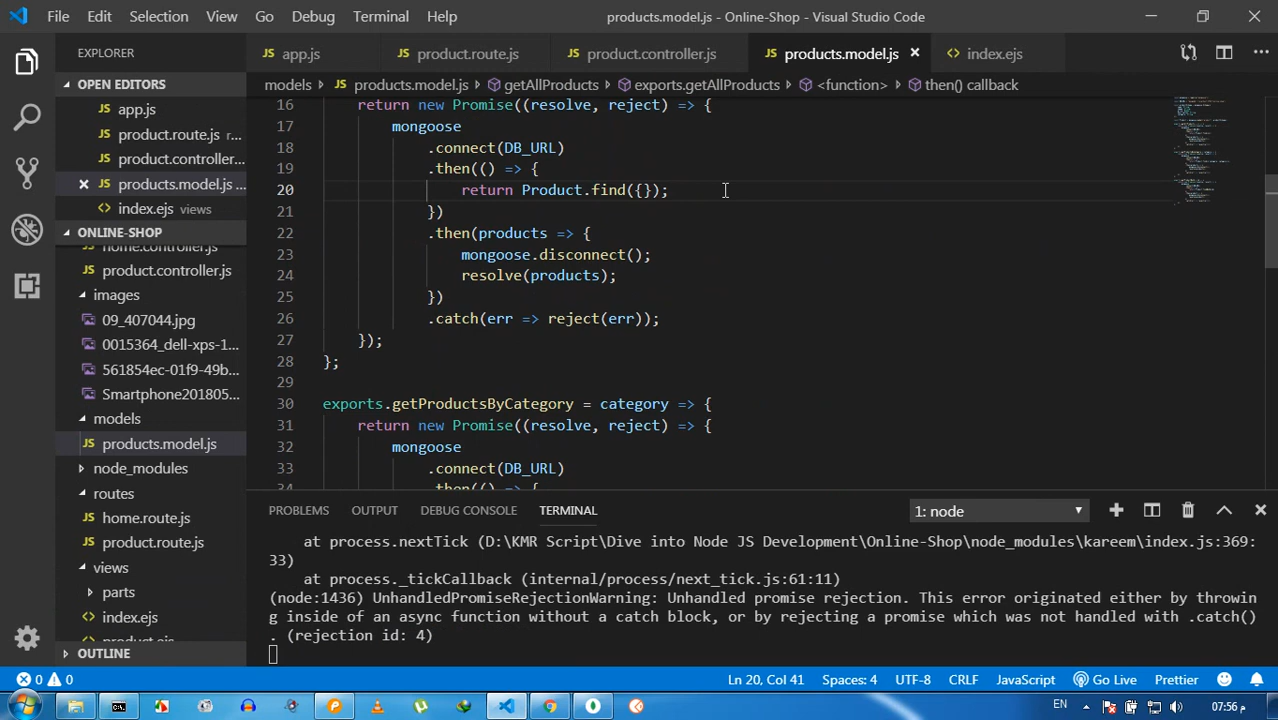 File Edit Selection View Go Debug Terminal Help
products.model.js - Online-Shop - Visual Studio Code
EXPLORER
app.js
product.route.js
product.controller.js
products.model.js
index.ejs
OPEN EDITORS
app.js
product.route.js r...
product.controller...
products.model.js ...
index.ejs views
ONLINE-SHOP
home.controller.js
product.controller.js
images
09_407044.jpg
0015364_dell-xps-1...
561854ec-01f9-49b...
Smartphone201805...
models
products.model.js
node_modules
routes
home.route.js
product.route.js
views
parts
index.ejs
product.ejs
OUTLINE
models products.model.js getAllProducts exports.getAllProducts <function> then() callback
16 return new Promise((resolve, reject) => {
17 mongoose
18 .connect(DB_URL)
19 .then(() => {
20 return Product.find({});
21 })
22 .then(products => {
23 mongoose.disconnect();
24 resolve(products);
25 })
26 .catch(err => reject(err));
27 });
28 };
29
30 exports.getProductsByCategory = category => {
31 return new Promise((resolve, reject) => {
32 mongoose
33 .connect(DB_URL)
34 .then(() => {
PROBLEMS OUTPUT DEBUG CONSOLE TERMINAL
1: node
at process.nextTick (D:\KMR Script\Dive into Node JS Development\Online-Shop\node_modules\kareem\index.js:369:
33)
at process._tickCallback (internal/process/next_tick.js:61:11)
(node:1436) UnhandledPromiseRejectionWarning: Unhandled promise rejection. This error originated either by throwin
g inside of an async function without a catch block, or by rejecting a promise which was not handled with .catch()
. (rejection id: 4)
0 0 Ln 20, Col 41 Spaces: 4 UTF-8 CRLF JavaScript Go Live Prettier
EN
07:56 م